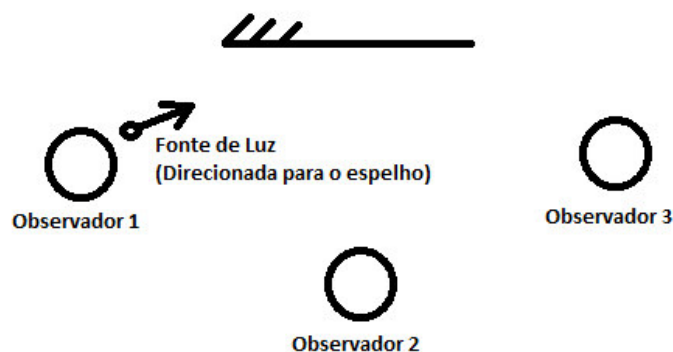 Fonte de Luz
(Direcionada para o espelho)
Observador 1
Observador 3
Observador 2